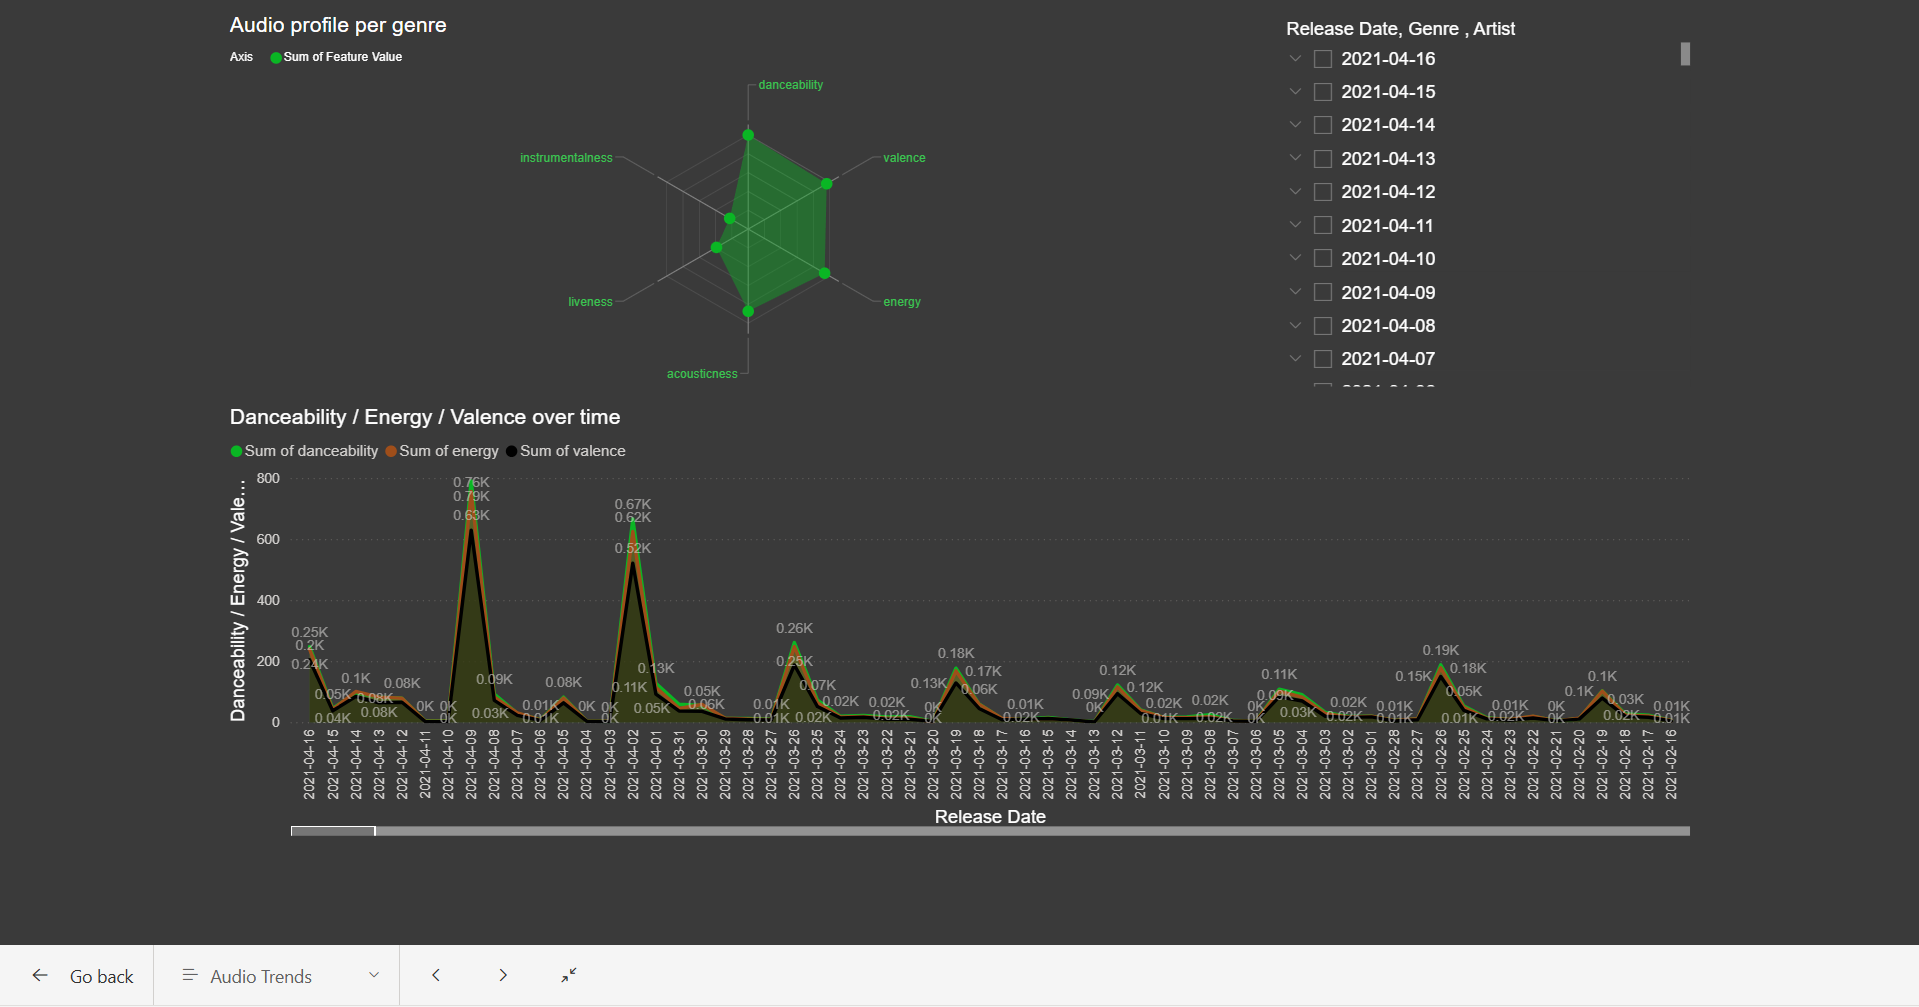 Audio profile per genre
Axis Sum of Feature Value
danceability
instrumentalness
valence
liveness
energy
acousticness
Release Date, Genre , Artist
2021-04-16
2021-04-15
2021-04-14
2021-04-13
2021-04-12
2021-04-11
2021-04-10
2021-04-09
2021-04-08
2021-04-07
Danceability / Energy / Valence over time
Sum of danceability Sum of energy Sum of valence
Danceability / Energy / Vale...
800
600
400
200
0
0.76K
0.79K
0.63K
0.67K
0.62K
0.52K
0.25K
0.2K
0.24K
0.05K
0.04K
0.1K
0.08K
0.08K
0.08K
0K
0K
0K
0.09K
0.03K
0.01K
0.01K
0.08K
0K
0K
0K
0.11K
0.13K
0.05K
0.05K
0.06K
0.01K
0.01K
0.26K
0.25K
0.07K
0.02K
0.02K
0.02K
0.02K
0.13K
0K
0K
0.18K
0.17K
0.06K
0.01K
0.02K
0.09K
0K
0.12K
0.12K
0.02K
0.01K
0.02K
0.02K
0K
0K
0.11K
0.09K
0.03K
0.02K
0.02K
0.01K
0.01K
0.15K
0.19K
0.18K
0.05K
0.01K
0.01K
0.02K
0K
0K
0.1K
0.1K
0.03K
0.02K
0.01K
0.01K
2021-04-16
2021-04-15
2021-04-14
2021-04-13
2021-04-12
2021-04-11
2021-04-10
2021-04-09
2021-04-08
2021-04-07
2021-04-06
2021-04-05
2021-04-04
2021-04-03
2021-04-02
2021-04-01
2021-03-31
2021-03-30
2021-03-29
2021-03-28
2021-03-27
2021-03-26
2021-03-25
2021-03-24
2021-03-23
2021-03-22
2021-03-21
2021-03-20
2021-03-19
2021-03-18
2021-03-17
2021-03-16
2021-03-15
2021-03-14
2021-03-13
2021-03-12
2021-03-11
2021-03-10
2021-03-09
2021-03-08
2021-03-07
2021-03-06
2021-03-05
2021-03-04
2021-03-03
2021-03-02
2021-03-01
2021-02-28
2021-02-27
2021-02-26
2021-02-25
2021-02-24
2021-02-23
2021-02-22
2021-02-21
2021-02-20
2021-02-19
2021-02-18
2021-02-17
2021-02-16
Release Date
Go back
Audio Trends